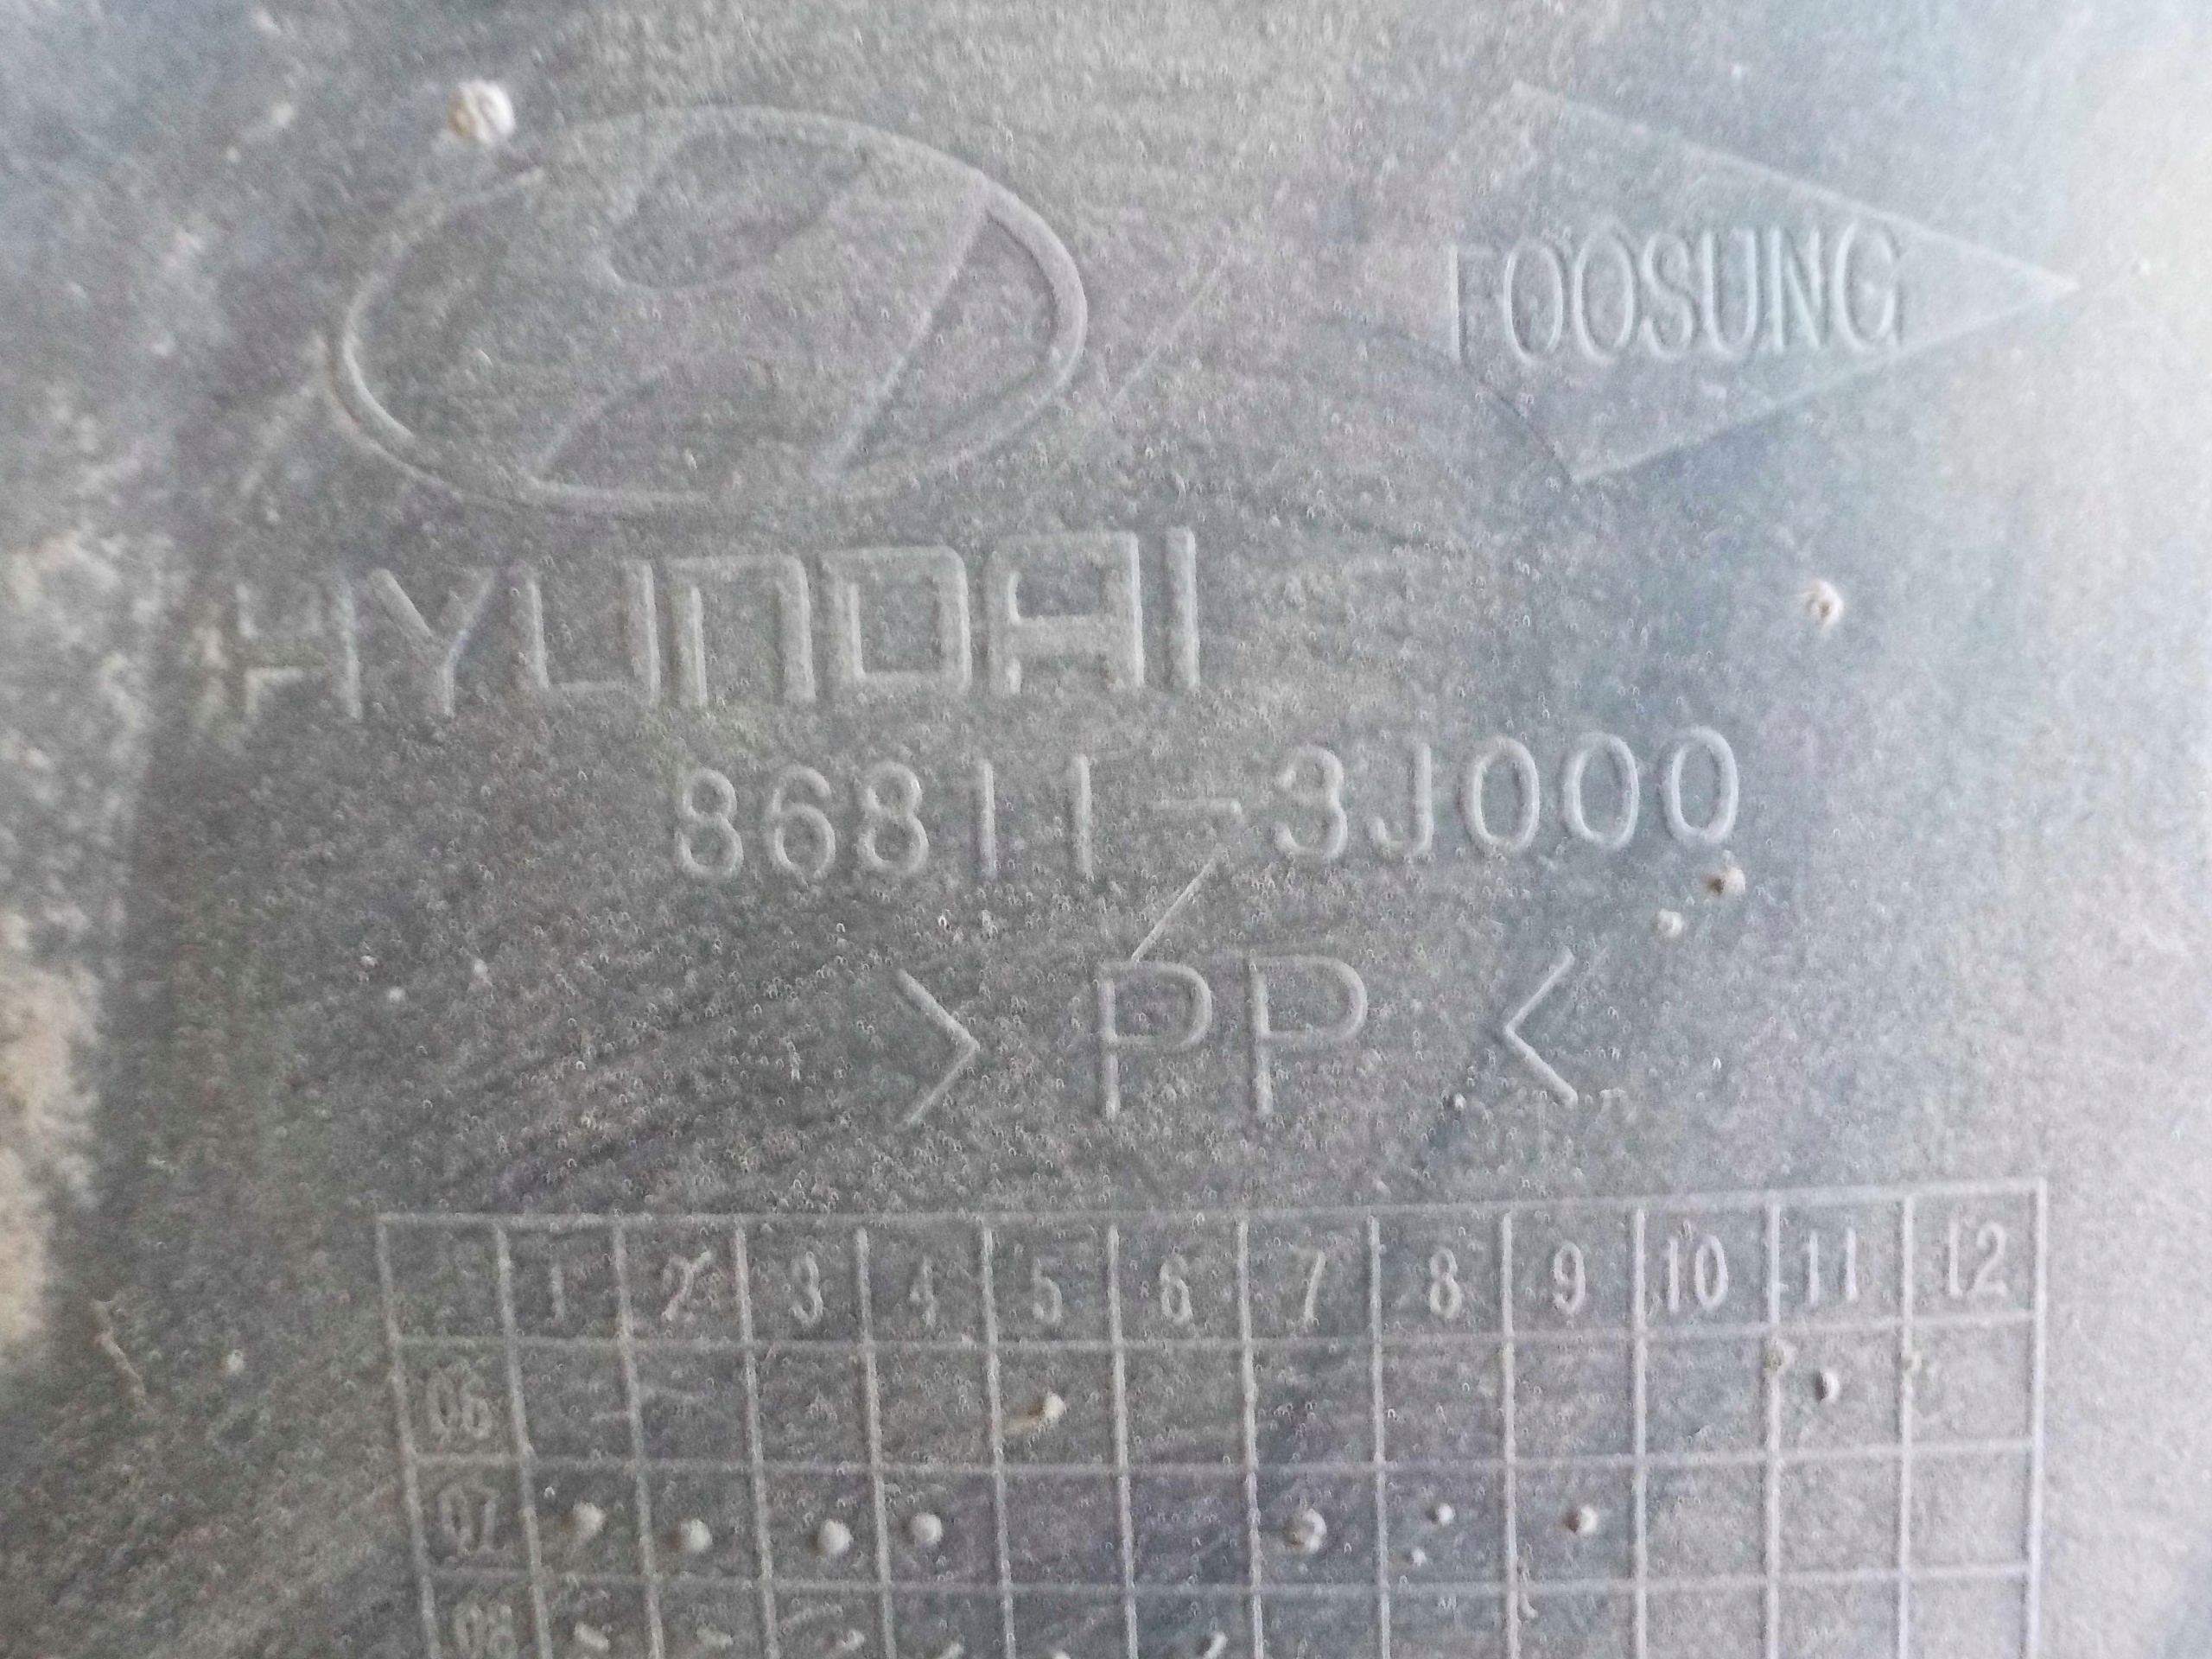 FOOSUNG
HYUNDAI
86811-3J000
>PP<
1 2 3 4 5 6 7 8 9 10 11 12
06
07
08